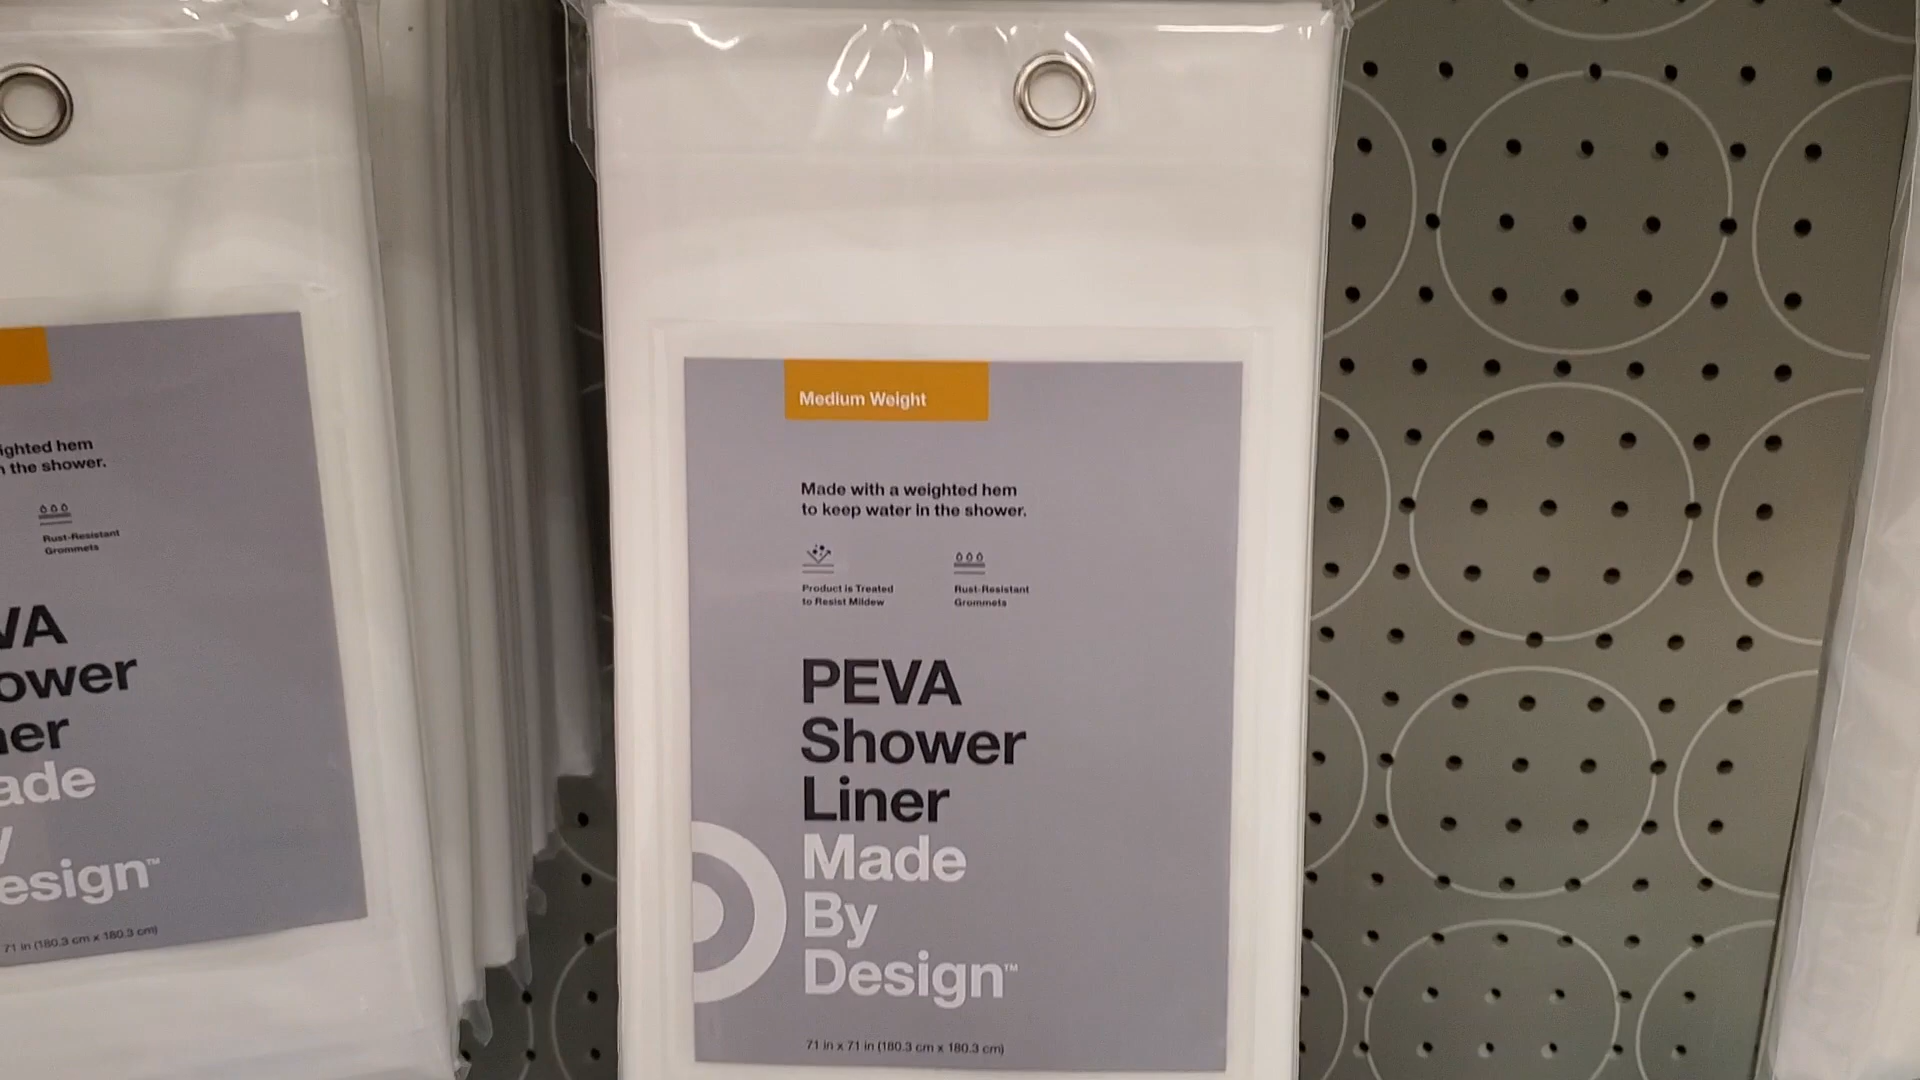 ighted hem
the shower.
Rust-Resistant
Grommets
VA
ower
er
ade
y
esign™
71 in (180.3 cm x 180.3 cm)
Medium Weight
Made with a weighted hem
to keep water in the shower.
Product is Treated
to Resist Mildew
Rust-Resistant
Grommets
PEVA
Shower
Liner
Made
By
Design™
71 in x 71 in (180.3 cm x 180.3 cm)